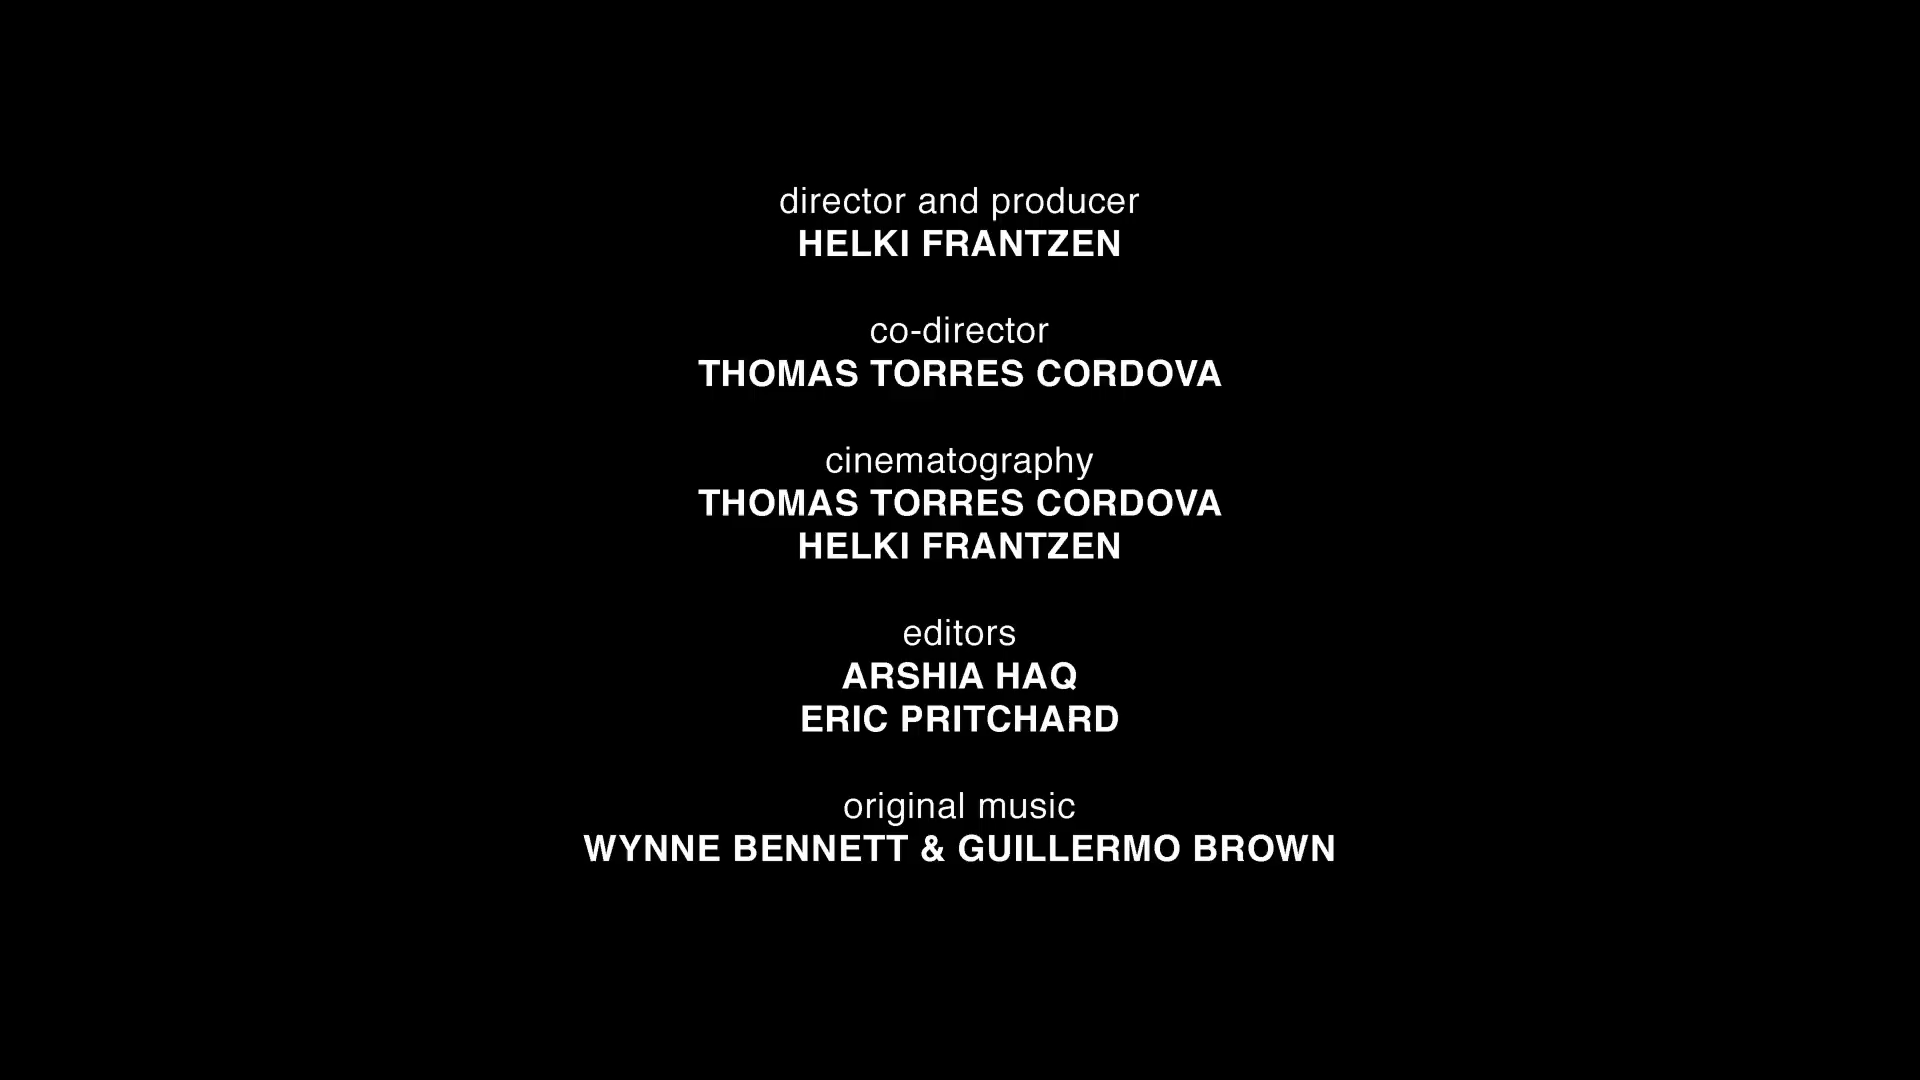 director and producer
HELKI FRANTZEN
co-director
THOMAS TORRES CORDOVA
cinematography
THOMAS TORRES CORDOVA
HELKI FRANTZEN
editors
ARSHIA HAQ
ERIC PRITCHARD
original music
WYNNE BENNETT & GUILLERMO BROWN